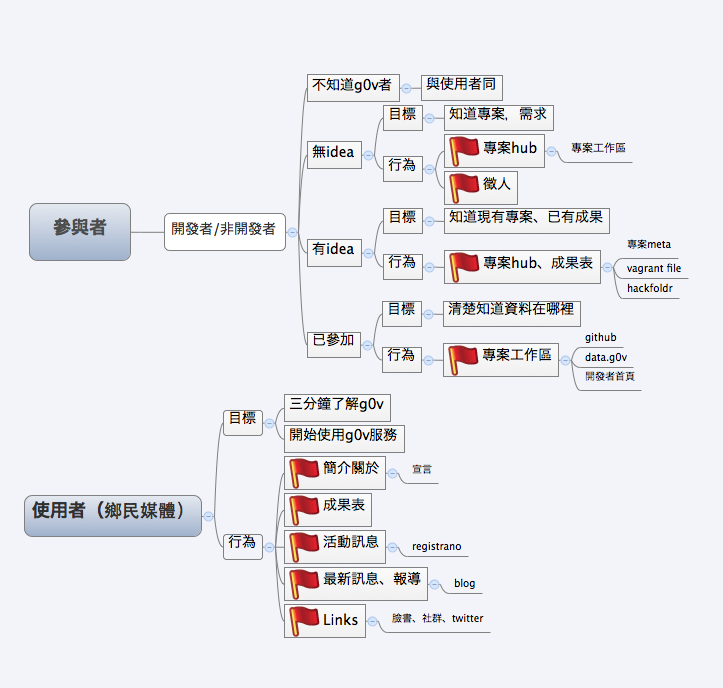 參與者
開發者/非開發者
不知道g0v者
與使用者同
無idea
目標
知道專案，需求
行為
專案hub
專案工作區
徵人
有idea
目標
知道現有專案、已有成果
行為
專案hub、成果表
專案meta
vagrant file
hackfoldr
已參加
目標
清楚知道資料在哪裡
行為
專案工作區
github
data.g0v
開發者首頁
使用者（鄉民媒體）
目標
三分鐘了解g0v
開始使用g0v服務
行為
簡介關於
宣言
成果表
活動訊息
registrano
最新訊息、報導
blog
Links
臉書、社群、twitter